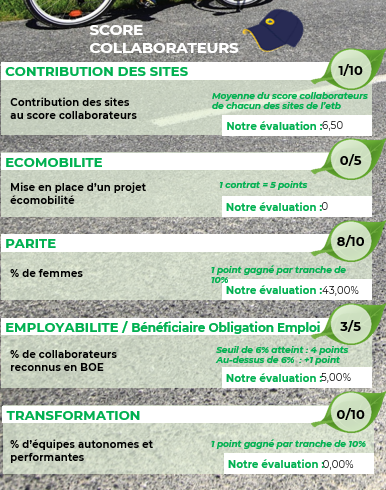 SCORE
COLLABORATEURS
CONTRIBUTION DES SITES
1/10
Contribution des sites
au score collaborateurs
Moyenne du score collaborateurs
de chacun des sites de l'etb
Notre évaluation :6,50
ECOMOBILITE
0/5
Mise en place d'un projet
écomobilité
1 contrat = 5 points
Notre évaluation :0
PARITE
8/10
% de femmes
1 point gagné par tranche de
10%
Notre évaluation :43,00%
EMPLOYABILITE / Bénéficiaire Obligation Emploi
3/5
% de collaborateurs
reconnus en BOE
Seuil de 6% atteint : 4 points
Au-dessus de 6% : +1 point
Notre évaluation :5,00%
TRANSFORMATION
0/10
% d'équipes autonomes et
performantes
1 point gagné par tranche de 10%
Notre évaluation :0,00%